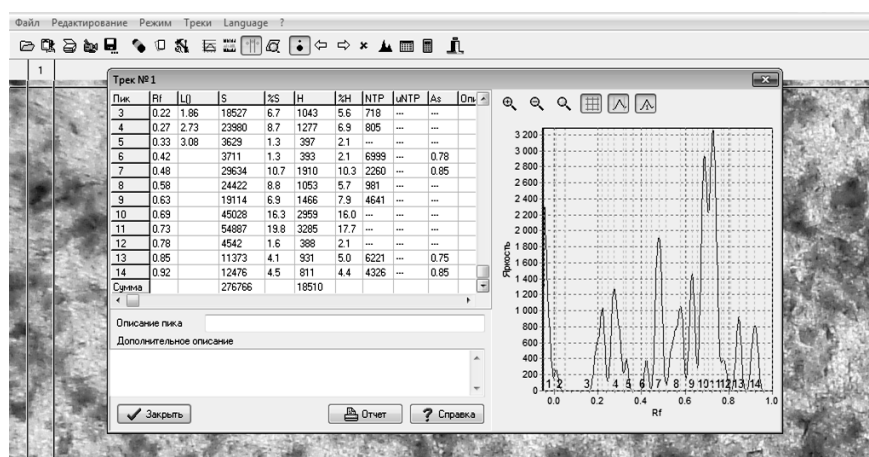 Файл Редактирование Режим Треки Language ?
1
Трек №1
Пик Rf L() S %S H %H NTP uNTP As Опи
3 0.22 1.86 18527 6.7 1043 5.6 718 --- ---
4 0.27 2.73 23980 8.7 1277 6.9 805 --- ---
5 0.33 3.08 3629 1.3 397 2.1 --- --- ---
6 0.42 3711 1.3 393 2.1 6999 --- 0.78
7 0.48 29634 10.7 1910 10.3 2260 --- 0.85
8 0.58 24422 8.8 1053 5.7 981 --- ---
9 0.63 19114 6.9 1466 7.9 4641 --- ---
10 0.69 45028 16.3 2959 16.0 --- --- ---
11 0.73 54887 19.8 3285 17.7 --- --- ---
12 0.78 4542 1.6 388 2.1 --- --- ---
13 0.85 11373 4.1 931 5.0 6221 --- 0.75
14 0.92 12476 4.5 811 4.4 4326 --- 0.85
Сумма 276766 18510
Описание пика
Дополнительное описание
Закрыть Отчет ? Справка
3 200
3 000
2 800
2 600
2 400
2 200
2 000
1 800
1 600
1 400
1 200
1 000
800
600
400
200
0
Яркость
1 2 3 4 5 6 7 8 9 10 11 12 13 14
0.0 0.2 0.4 0.6 0.8 1.0
Rf